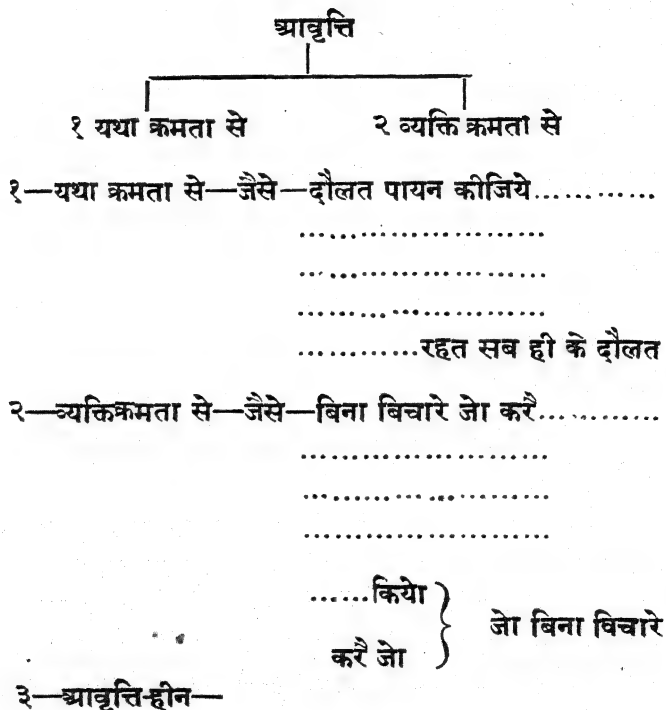 आवृत्ति
१ यथा क्रमता से २ व्यक्ति क्रमता से
१—यथा क्रमता से—जैसे—दौलत पायन कीजिये............
........................
........................
........................
............रहत सब ही के दौलत
२—व्यक्तिक्रमता से—जैसे—बिना बिचारे जो करै............
........................
........................
........................
......कियो
करै जो } जो बिना विचारे
३—आवृत्ति-हीन—